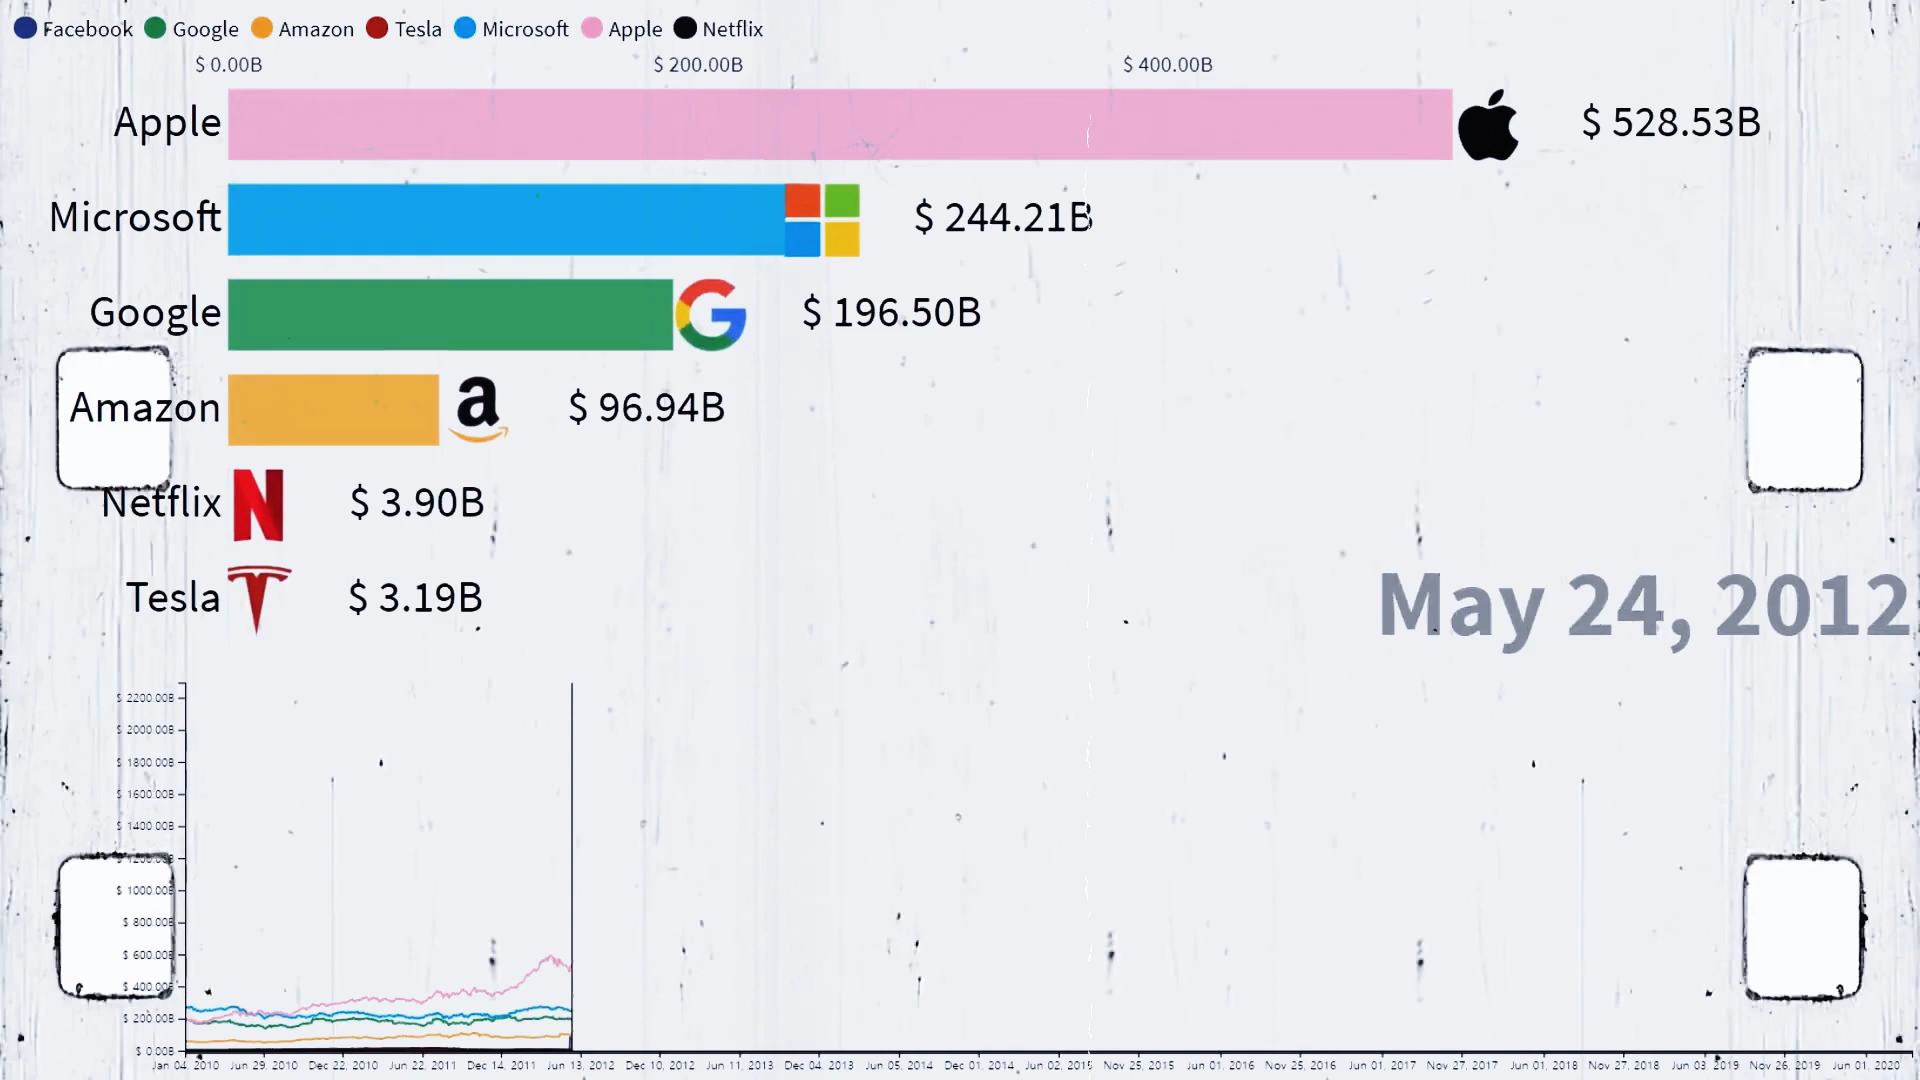 Facebook Google Amazon Tesla Microsoft Apple Netflix
$ 0.00B $ 200.00B $ 400.00B
Apple $ 528.53B
Microsoft $ 244.21B
Google $ 196.50B
Amazon a $ 96.94B
Netflix N $ 3.90B
Tesla $ 3.19B
May 24, 2012
$ 2200.00B
$ 2000.00B
$ 1800.00B
$ 1600.00B
$ 1400.00B
$ 1200.00B
$ 1000.00B
$ 800.00B
$ 600.00B
$ 400.00B
$ 200.00B
$ 0.00B
Jan 04, 2010 Jun 29, 2010 Dec 22, 2010 Jun 22, 2011 Dec 14, 2011 Jun 13, 2012 Dec 10, 2012 Jun 11, 2013 Dec 04, 2013 Jun 05, 2014 Dec 01, 2014 Jun 02, 2015 Nov 25, 2015 Jun 01, 2016 Nov 25, 2016 Jun 01, 2017 Nov 27, 2017 Jun 01, 2018 Nov 27, 2018 Jun 03, 2019 Nov 26, 2019 Jun 01, 2020